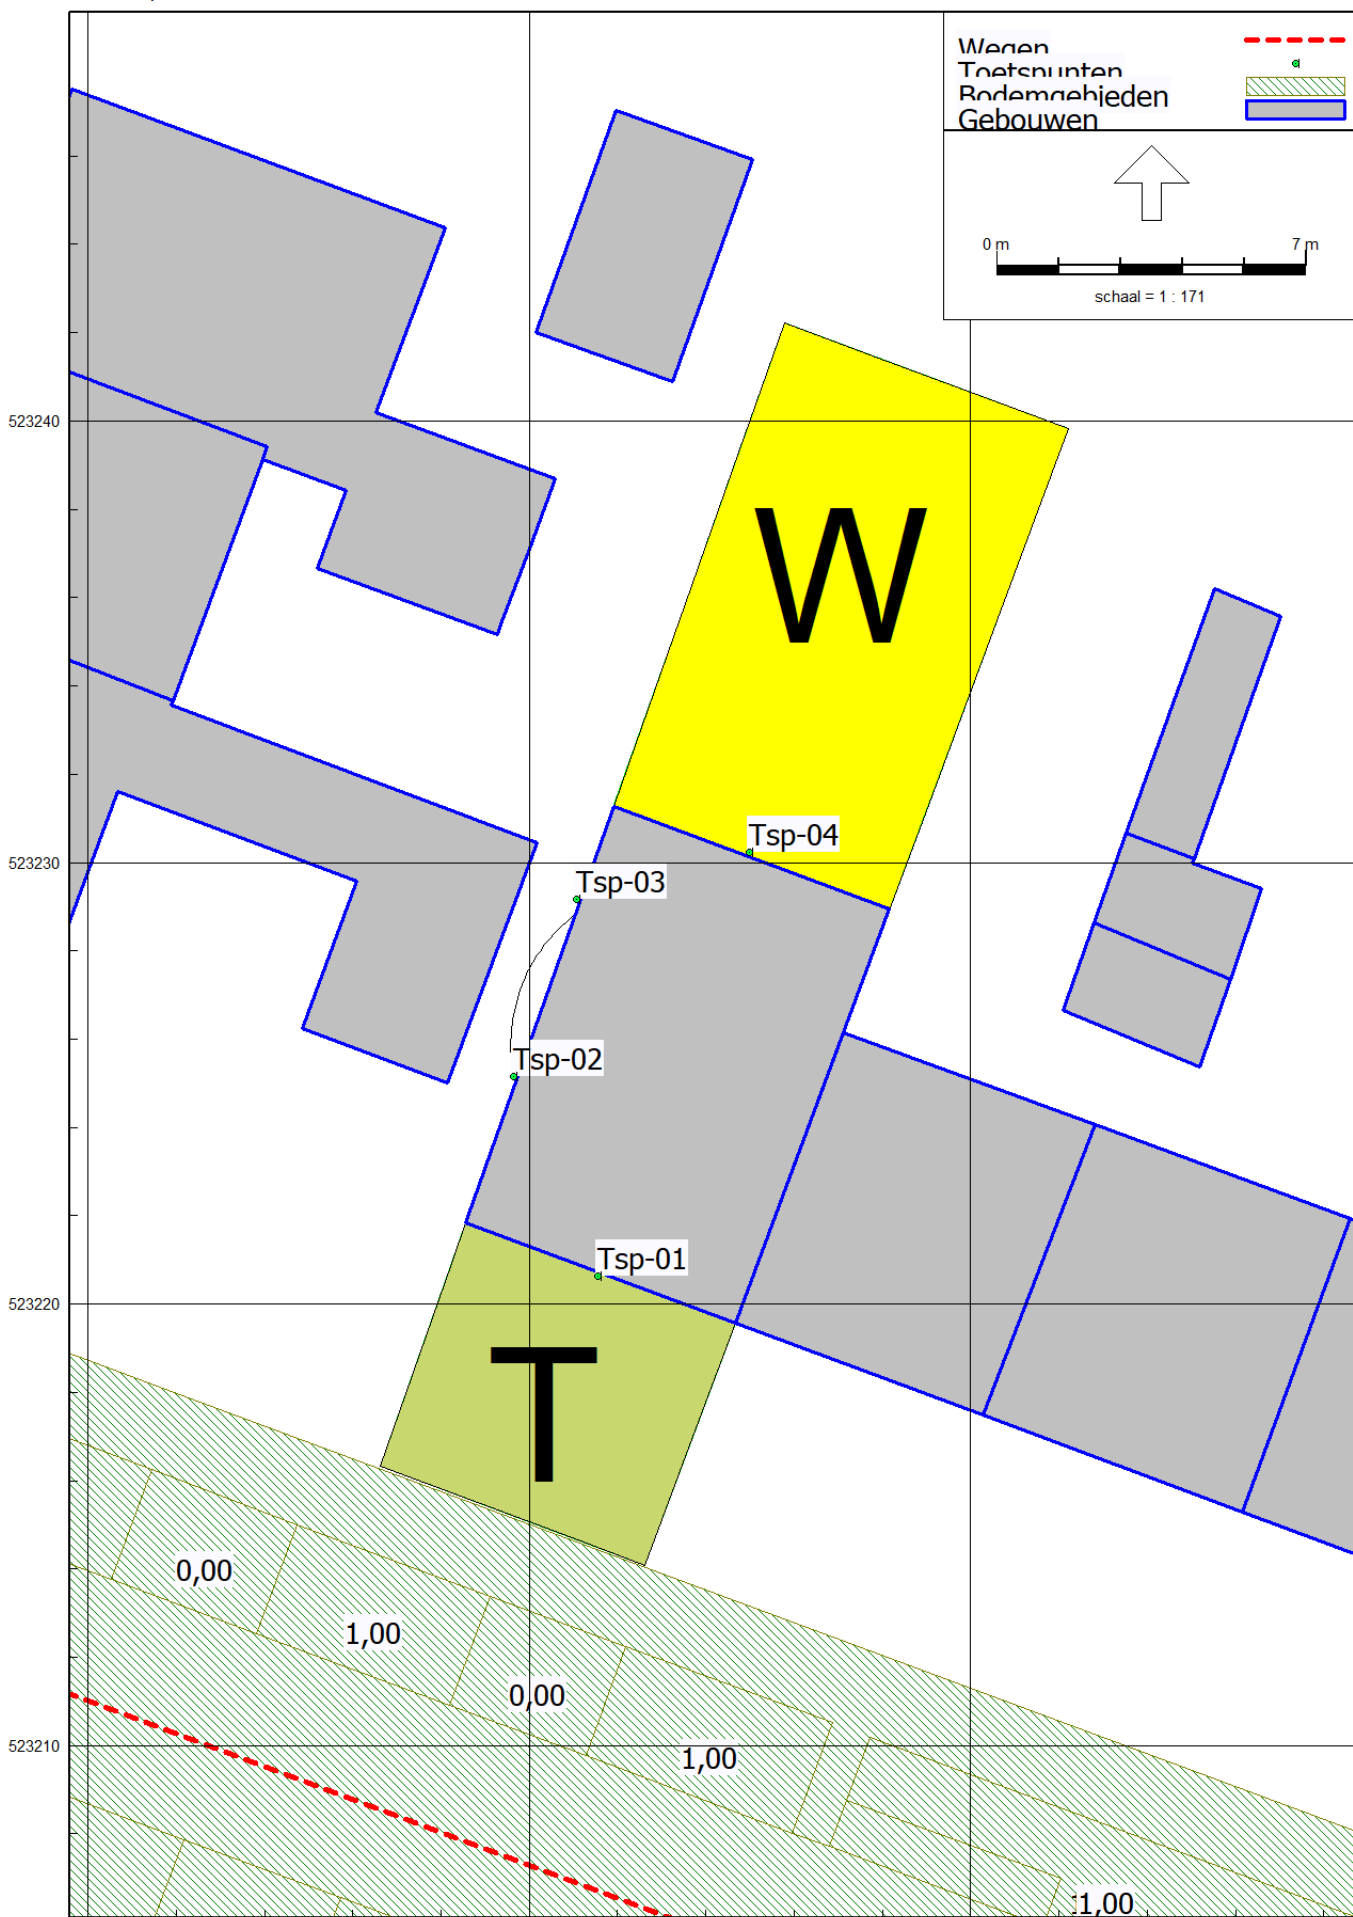 Wegen
Toetspunten
Bodemgebieden
Gebouwen
0 m 7 m
schaal = 1 : 171
523240
W
Tsp-04
523230
Tsp-03
Tsp-02
Tsp-01
523220
T
0,00
1,00
0,00
523210
1,00
1,00